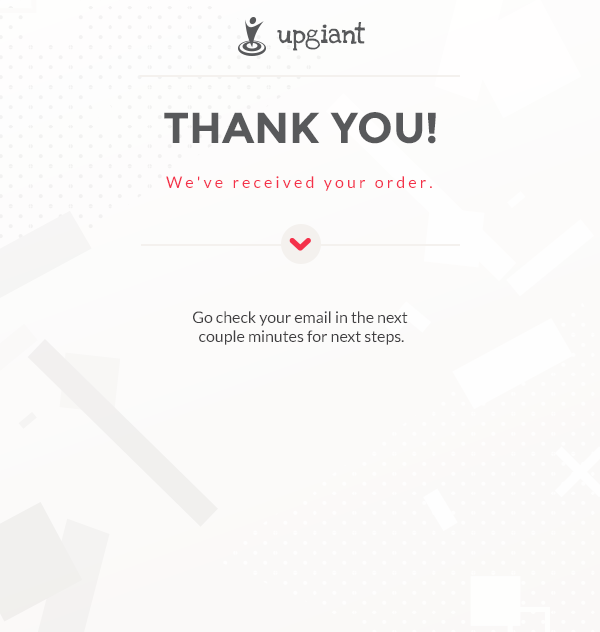 upgiant
THANK YOU!
We've received your order.
Go check your email in the next
couple minutes for next steps.